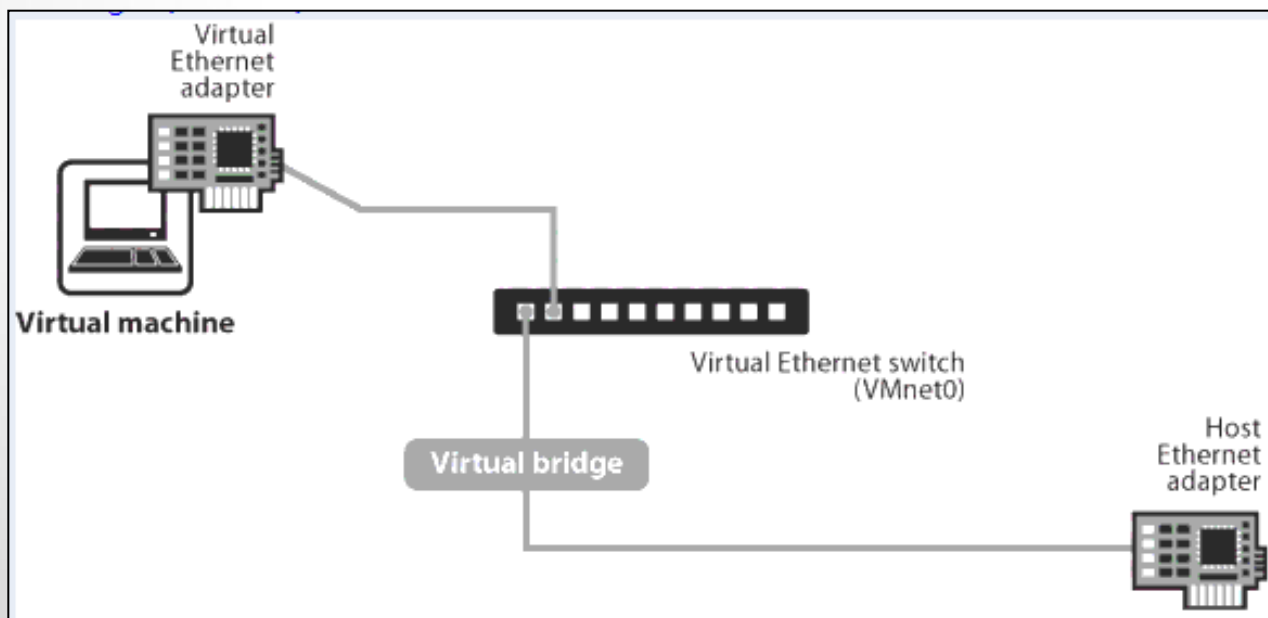 Virtual
Ethernet
adapter
Virtual machine
Virtual Ethernet switch
(VMnet0)
Virtual bridge
Host
Ethernet
adapter